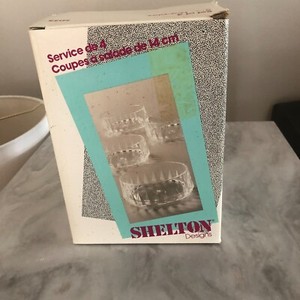 Service de 4
Coupes à salade de 14 cm
SHELTON
Designs